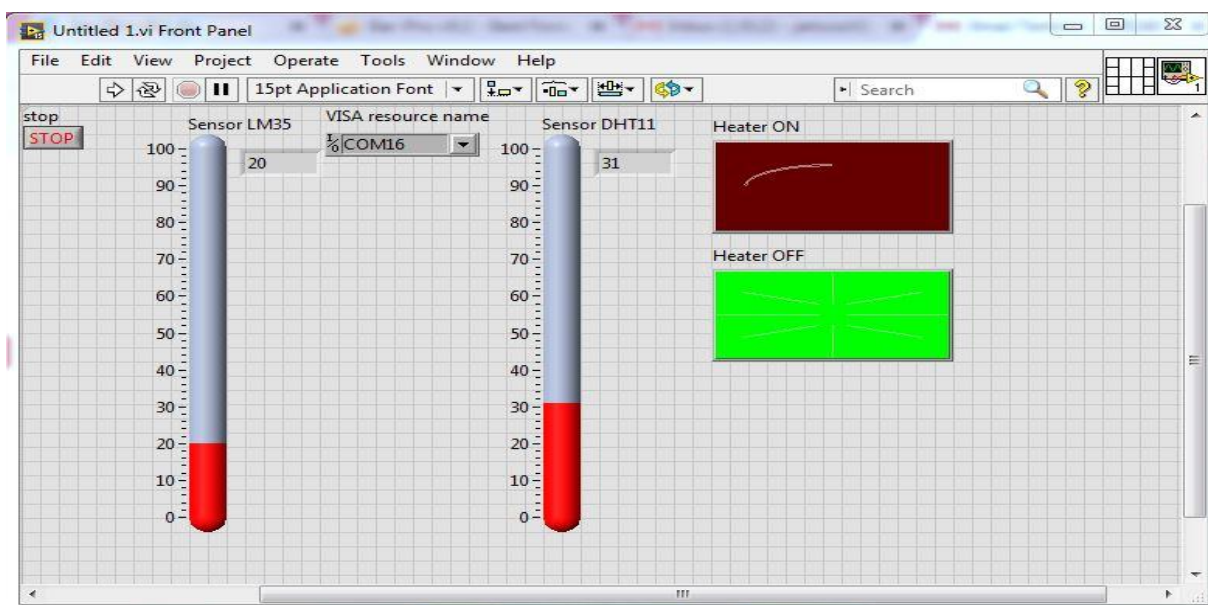 Untitled 1.vi Front Panel
File Edit View Project Operate Tools Window Help
15pt Application Font
Search
1
stop
STOP
Sensor LM35
20
100
90
80
70
60
50
40
30
20
10
0
VISA resource name
COM16
Sensor DHT11
31
100
90
80
70
60
50
40
30
20
10
0
Heater ON
Heater OFF